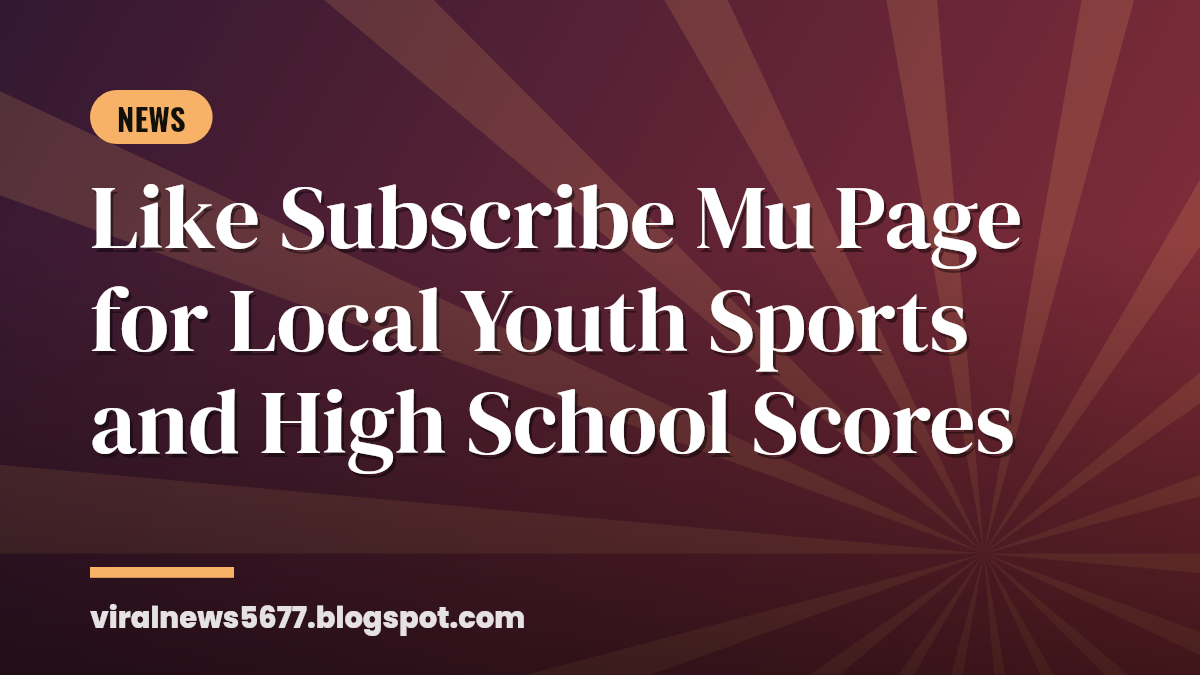 NEWS
Like Subscribe Mu Page
for Local Youth Sports
and High School Scores
viralnews5677.blogspot.com